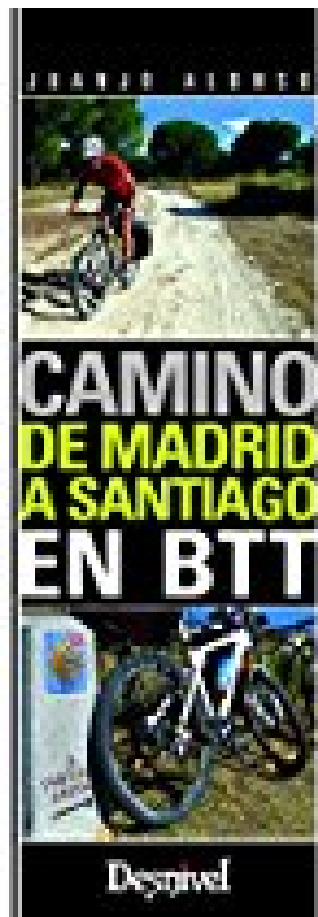 JUANJO ALONSO
CAMINO
DE MADRID
A SANTIAGO
EN BTT
Desnivel